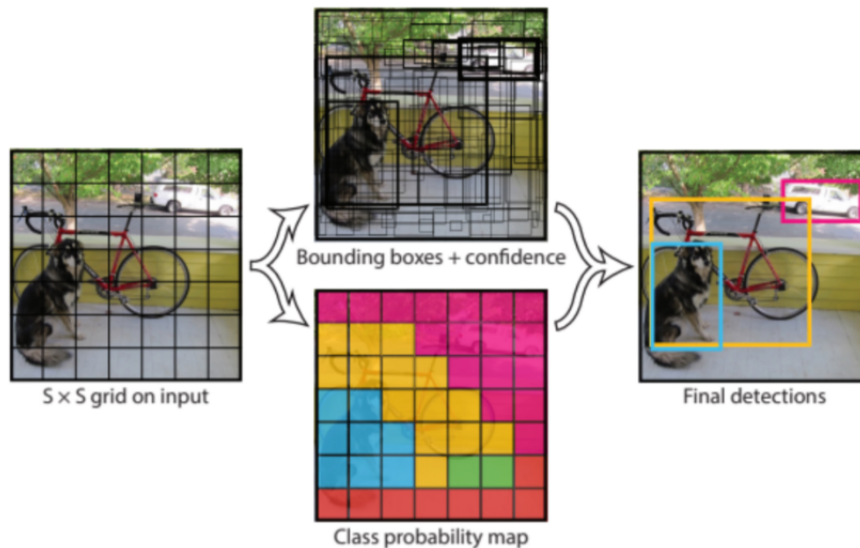 Bounding boxes + confidence
S × S grid on input
Final detections
Class probability map